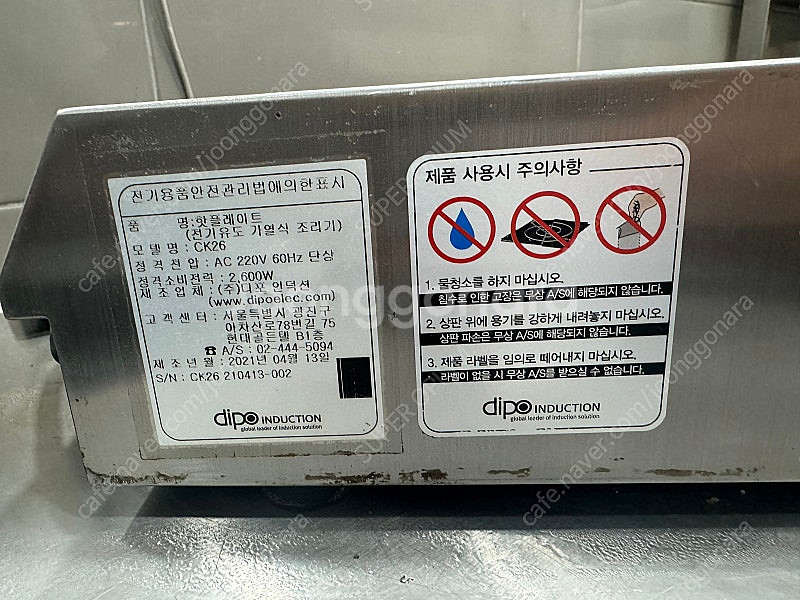 전기용품안전관리법에의한표시
품 명:핫플레이트
(전기유도 가열식 조리기)
모델명 : CK26
정격전압 : AC 220V 60Hz 단상
정격소비전력 : 2,600W
제조업체 : (주)디포 인덕션
(www.dipoelec.com)
고객센터 : 서울특별시 광진구
아차산로78번길 75
현대골든텔 B1층
☎ A/S : 02-444-5094
제조년월 : 2021년 04월 13일
S/N : CK26 210413-002
dipo INDUCTION
global leader of induction solution
제품 사용시 주의사항
1. 물청소를 하지 마십시오.
침수로 인한 고장은 무상 A/S에 해당되지 않습니다.
2. 상판 위에 용기를 강하게 내려놓지 마십시오.
상판 파손은 무상 A/S에 해당되지 않습니다.
3. 제품 라벨을 임의로 떼어내지 마십시오.
라벨이 없을 시 무상 A/S를 받으실 수 없습니다.
dipo INDUCTION
global leader of induction solution
cafe.naver.com/joonggonara
joonggonara